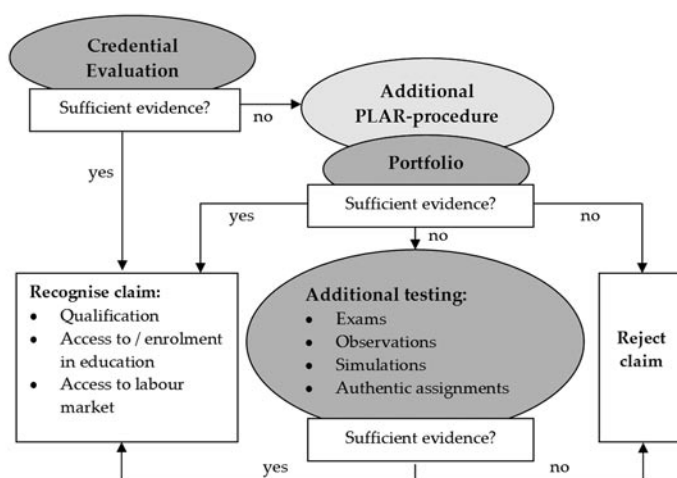 Credential
Evaluation
Sufficient evidence?
no
yes
Additional
PLAR-procedure
Portfolio
Sufficient evidence?
yes
no
no
Recognise claim:
• Qualification
• Access to / enrolment
in education
• Access to labour
market
Additional testing:
• Exams
• Observations
• Simulations
• Authentic assignments
Reject
claim
Sufficient evidence?
yes
no